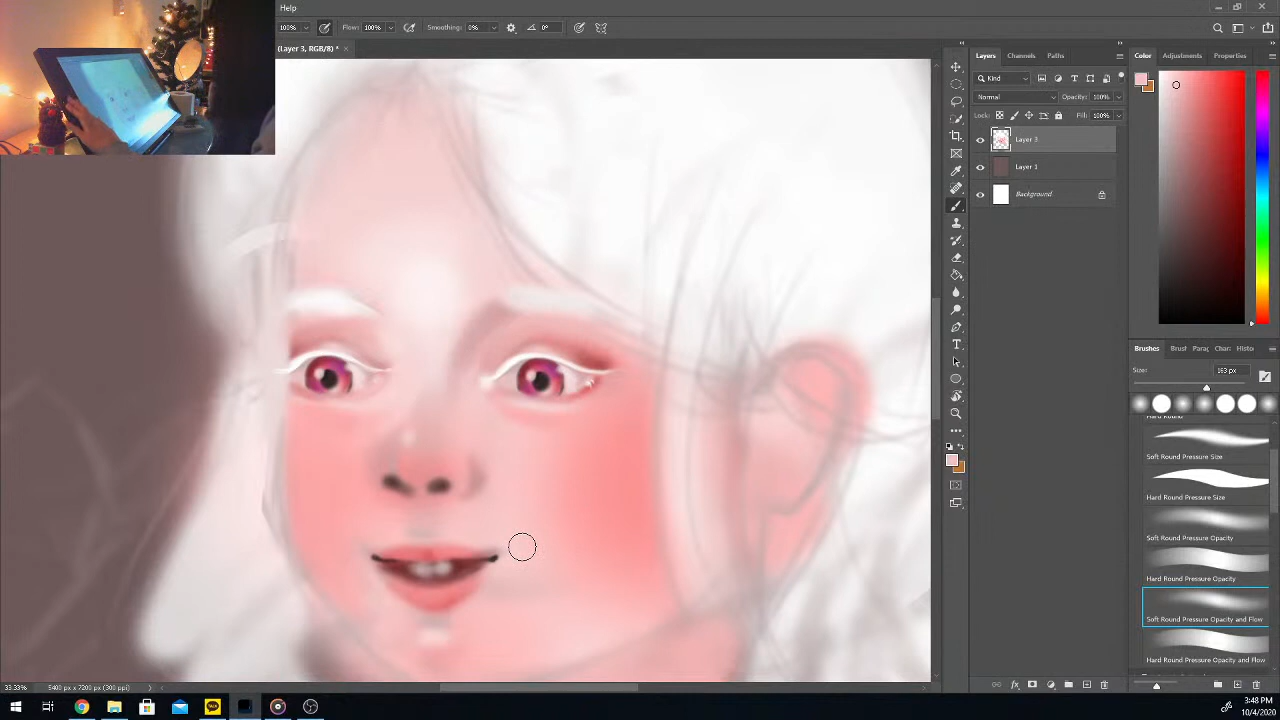 Help
100% Flow: 100% Smoothing: 0% 0°
(Layer 3, RGB/8) *
Layers Channels Paths
Kind
Normal Opacity: 100%
Lock: Fill: 100%
Layer 3
Layer 1
Background
Color Adjustments Properties
Brushes Brush Para Char Histo
Size: 163 px
Hard Round
Soft Round Pressure Size
Hard Round Pressure Size
Soft Round Pressure Opacity
Hard Round Pressure Opacity
Soft Round Pressure Opacity and Flow
Hard Round Pressure Opacity and Flow
33.33% 5400 px x 7200 px (300 ppi)
3:48 PM
10/4/2020